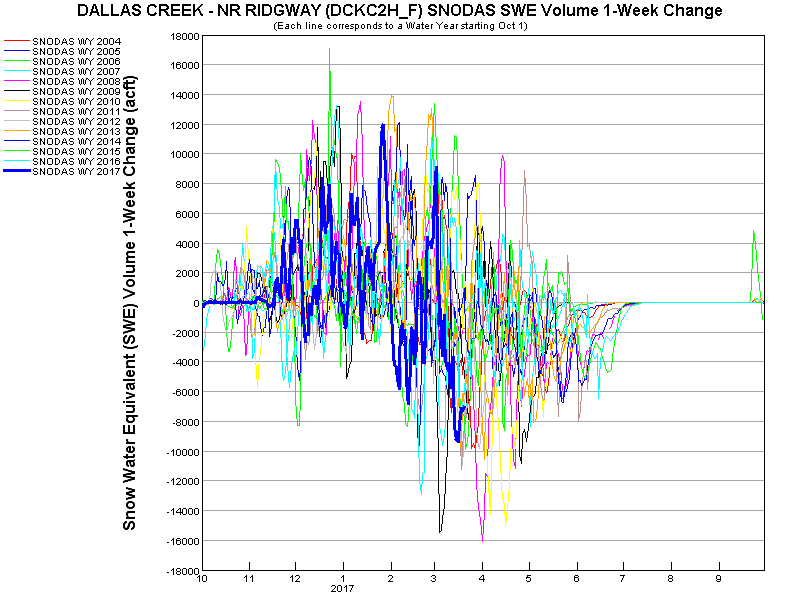 DALLAS CREEK - NR RIDGWAY (DCKC2H_F) SNODAS SWE Volume 1-Week Change
(Each line corresponds to a Water Year starting Oct 1)
SNODAS WY 2004
SNODAS WY 2005
SNODAS WY 2006
SNODAS WY 2007
SNODAS WY 2008
SNODAS WY 2009
SNODAS WY 2010
SNODAS WY 2011
SNODAS WY 2012
SNODAS WY 2013
SNODAS WY 2014
SNODAS WY 2015
SNODAS WY 2016
SNODAS WY 2017
Snow Water Equivalent (SWE) Volume 1-Week Change (acft)
18000
16000
14000
12000
10000
8000
6000
4000
2000
0
-2000
-4000
-6000
-8000
-10000
-12000
-14000
-16000
-18000
10 11 12 1 2 3 4 5 6 7 8 9
2017